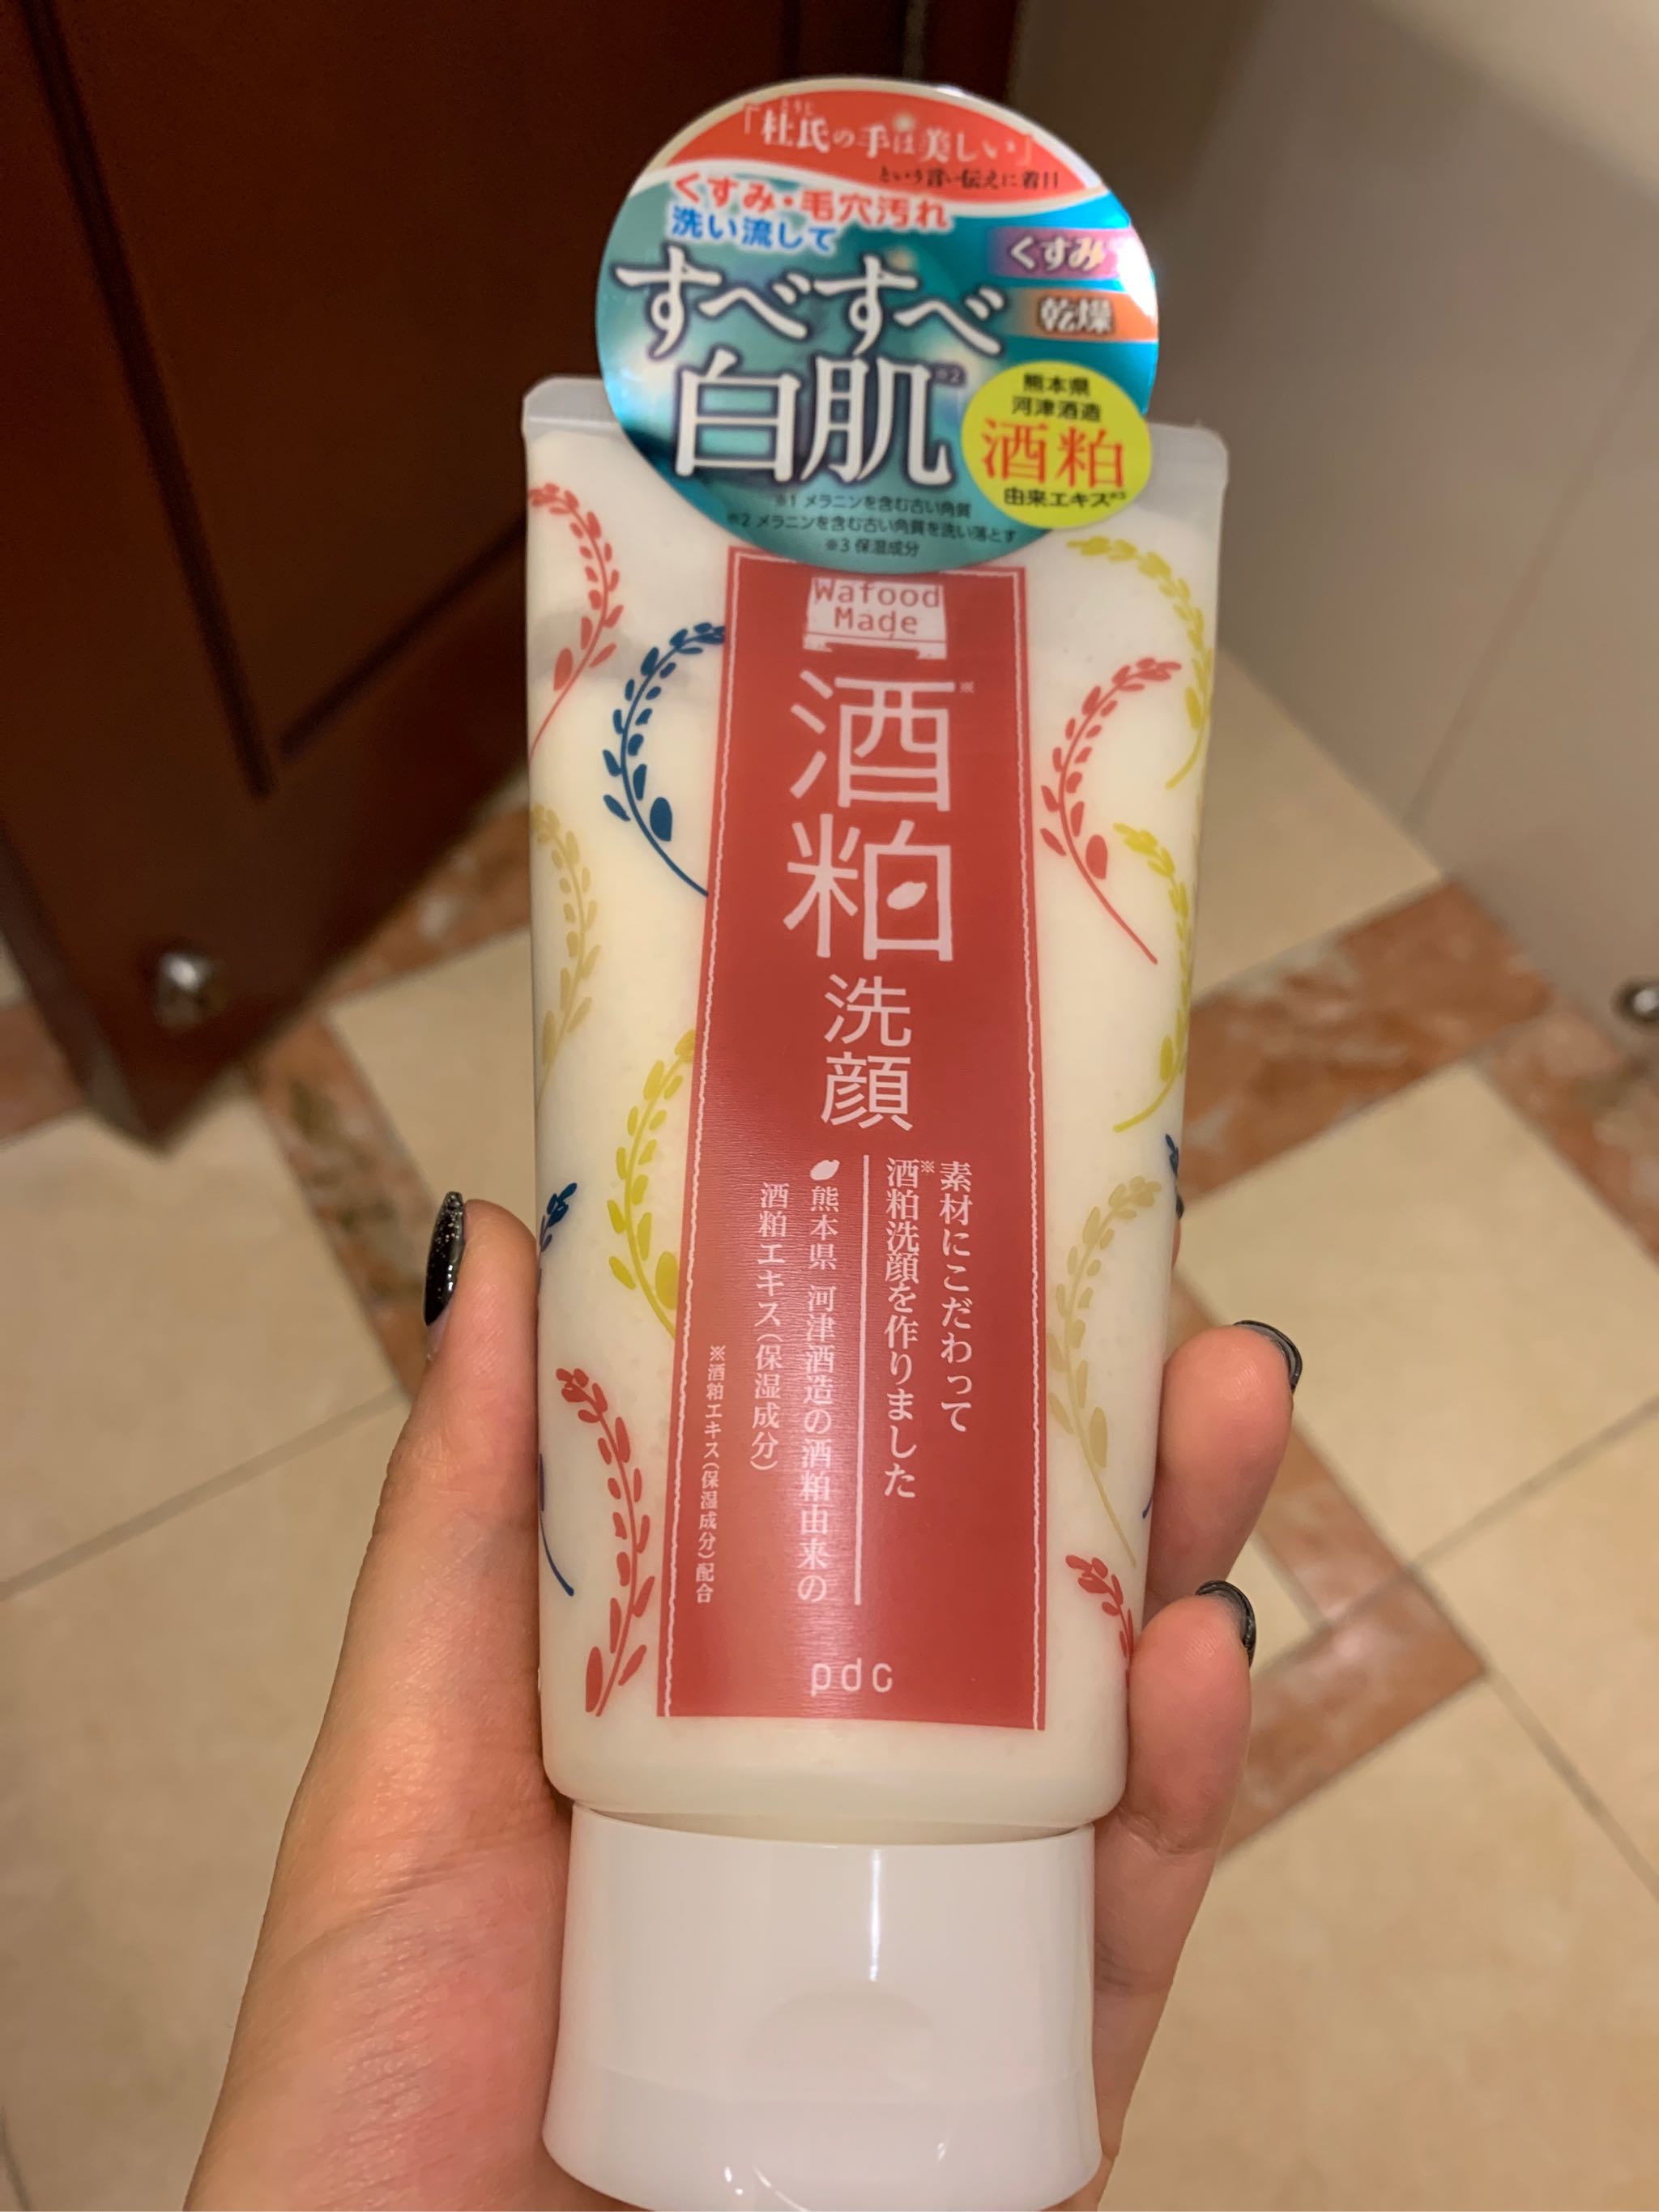 とうじ
「杜氏の手は美しい」
という言い伝えに着目
くすみ・毛穴汚れ
洗い流して
すべすべ
白肌※2
くすみ
乾燥
熊本県
河津酒造
酒粕
由来エキス※3
※1 メラニンを含む古い角質
※2 メラニンを含む古い角質を洗い落とす
※3 保湿成分
Wafood
Made
酒粕※
洗顔
素材にこだわって
酒粕※洗顔を作りました
熊本県 河津酒造の酒粕由来の
酒粕エキス(保湿成分)
※酒粕エキス(保湿成分)配合
pdc